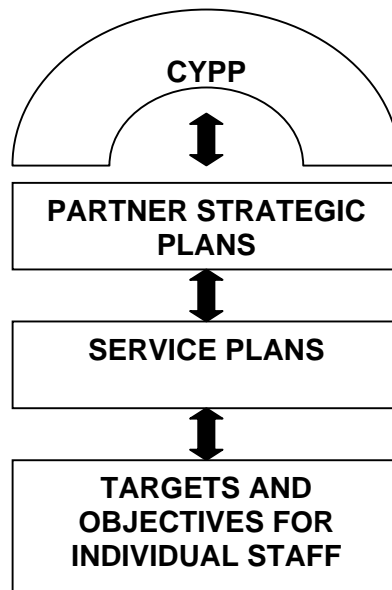 CYPP
PARTNER STRATEGIC
PLANS
SERVICE PLANS
TARGETS AND
OBJECTIVES FOR
INDIVIDUAL STAFF